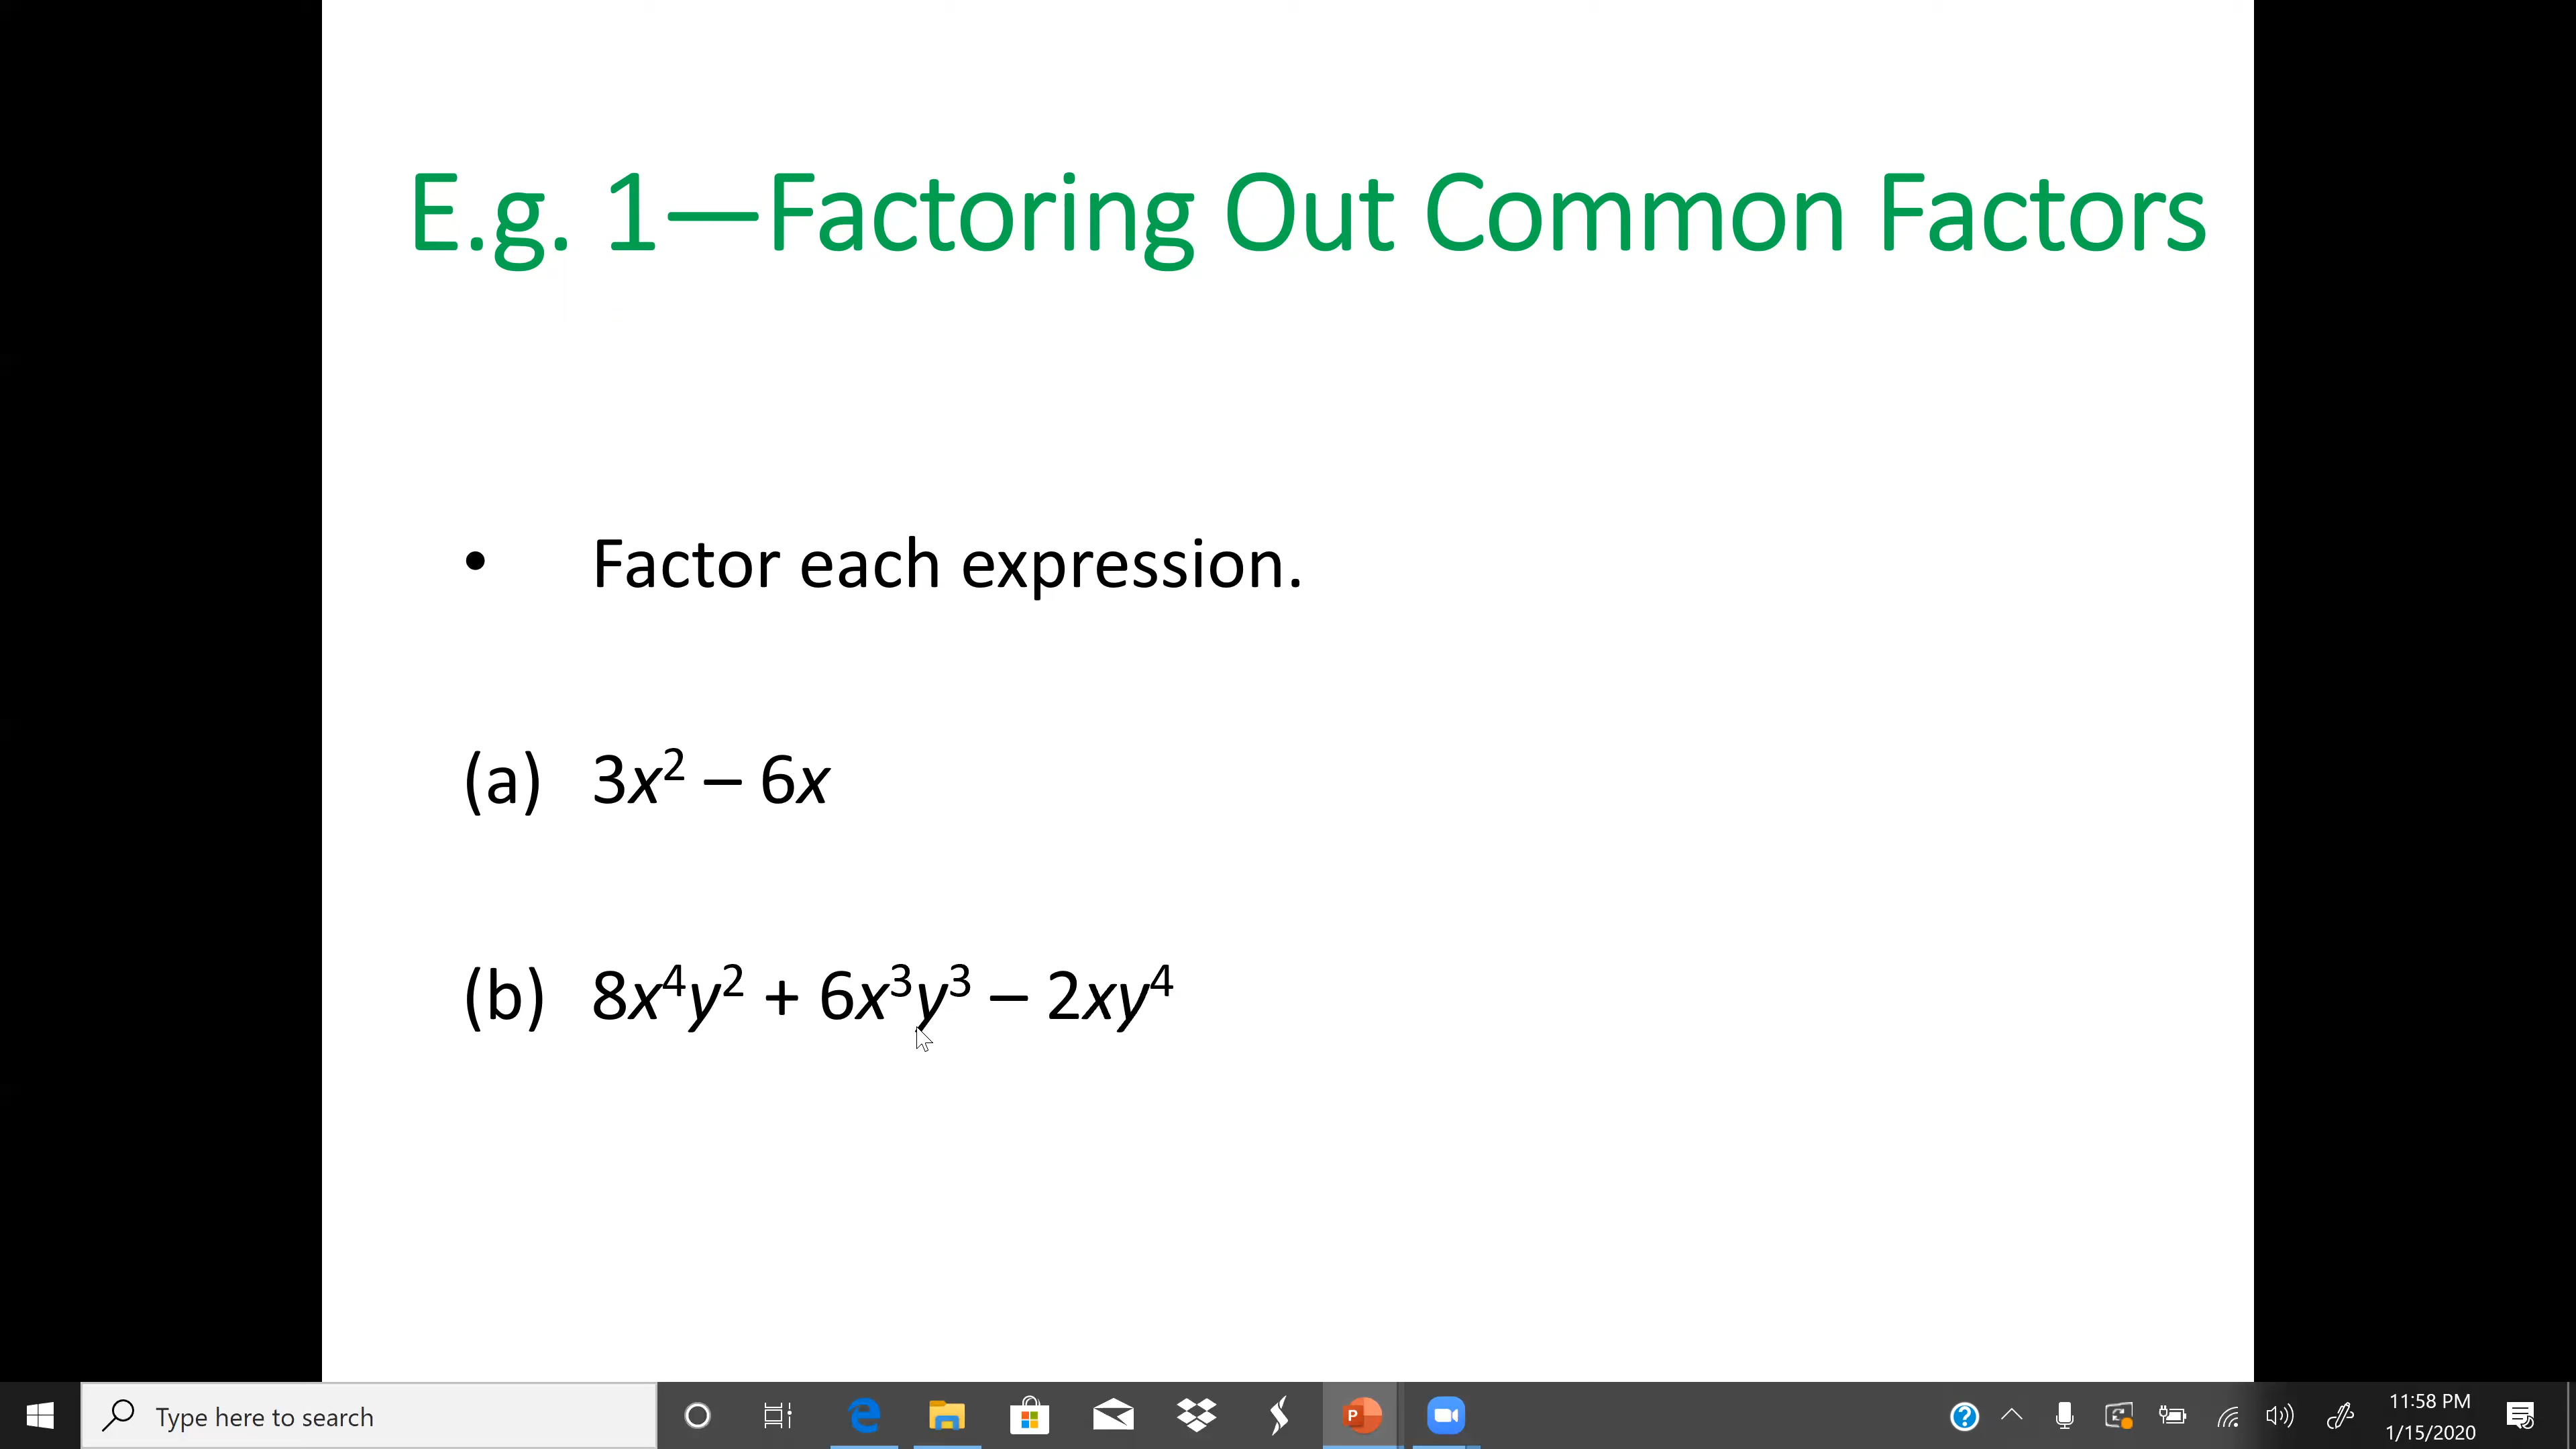 E.g. 1—Factoring Out Common Factors
• Factor each expression.
(a) 3x² – 6x
(b) 8x⁴y² + 6x³y³ – 2xy⁴
Type here to search
11:58 PM
1/15/2020